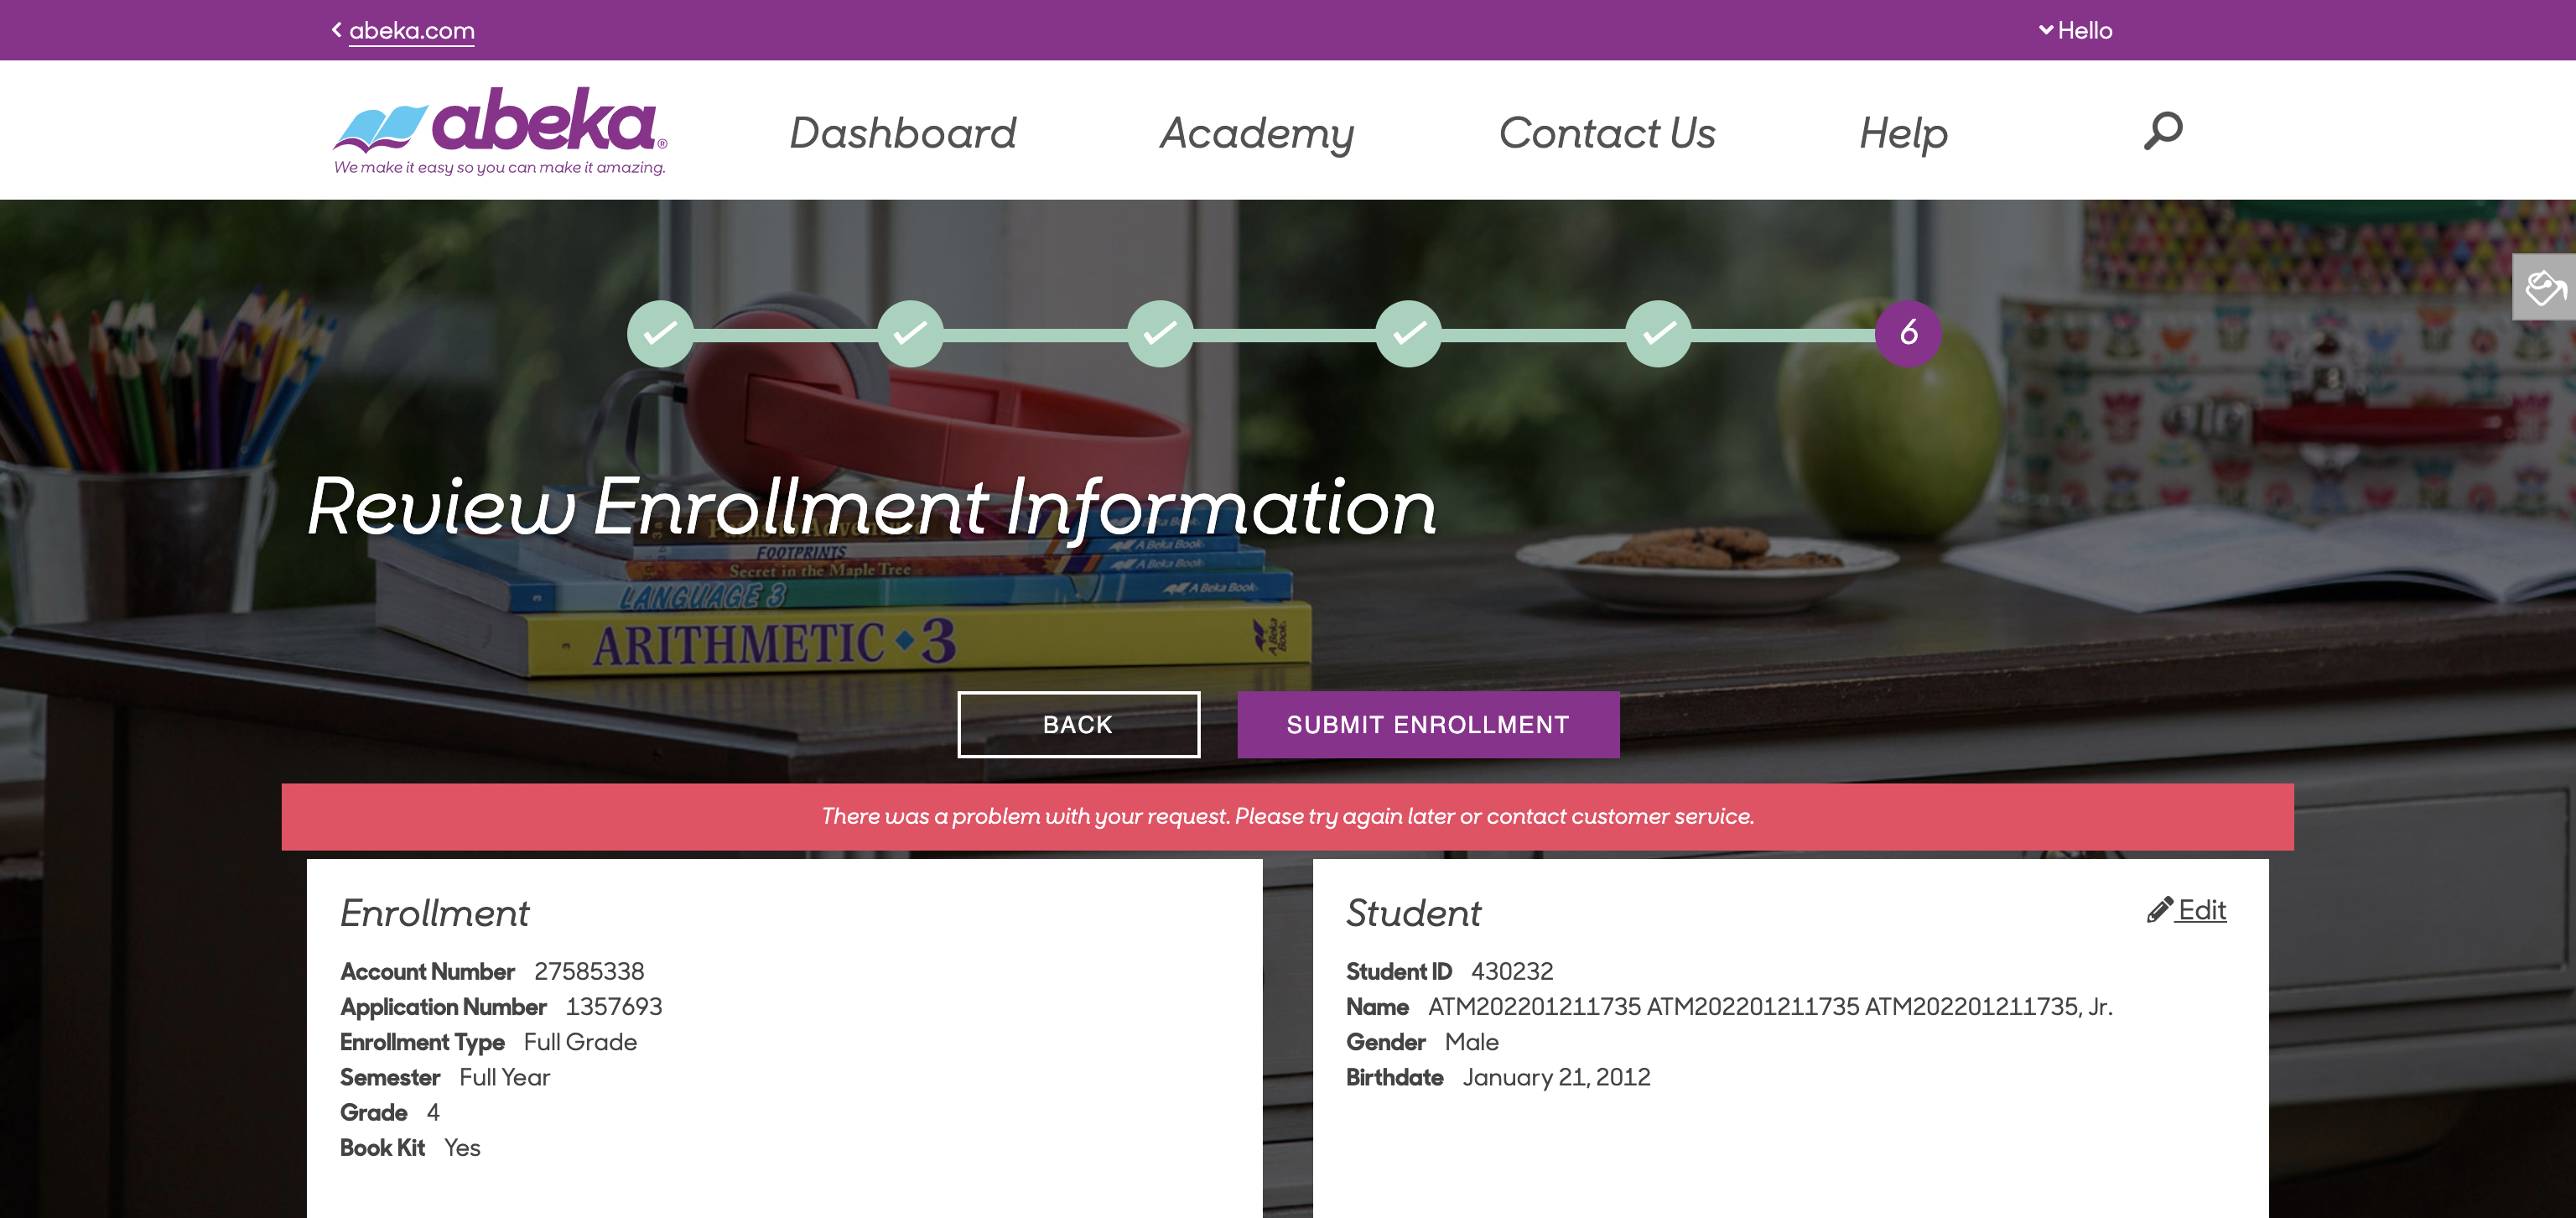 abeka.com
Hello
abeka®
We make it easy so you can make it amazing.
Dashboard
Academy
Contact Us
Help
6
Review Enrollment Information
FOOTPRINTS
A Beka Book
Secret in the Maple Tree
A Beka Book
3 LANGUAGE 3
A Beka Book
3 ARITHMETIC 3
A Beka Book
BACK
SUBMIT ENROLLMENT
There was a problem with your request. Please try again later or contact customer service.
Enrollment
Account Number 27585338
Application Number 1357693
Enrollment Type Full Grade
Semester Full Year
Grade 4
Book Kit Yes
Student
Edit
Student ID 430232
Name ATM202201211735 ATM202201211735 ATM202201211735, Jr.
Gender Male
Birthdate January 21, 2012